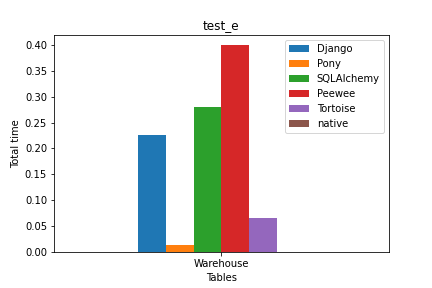 test_e
0.40
0.35
0.30
0.25
0.20
0.15
0.10
0.05
0.00
Total time
Django
Pony
SQLAlchemy
Peewee
Tortoise
native
Warehouse
Tables